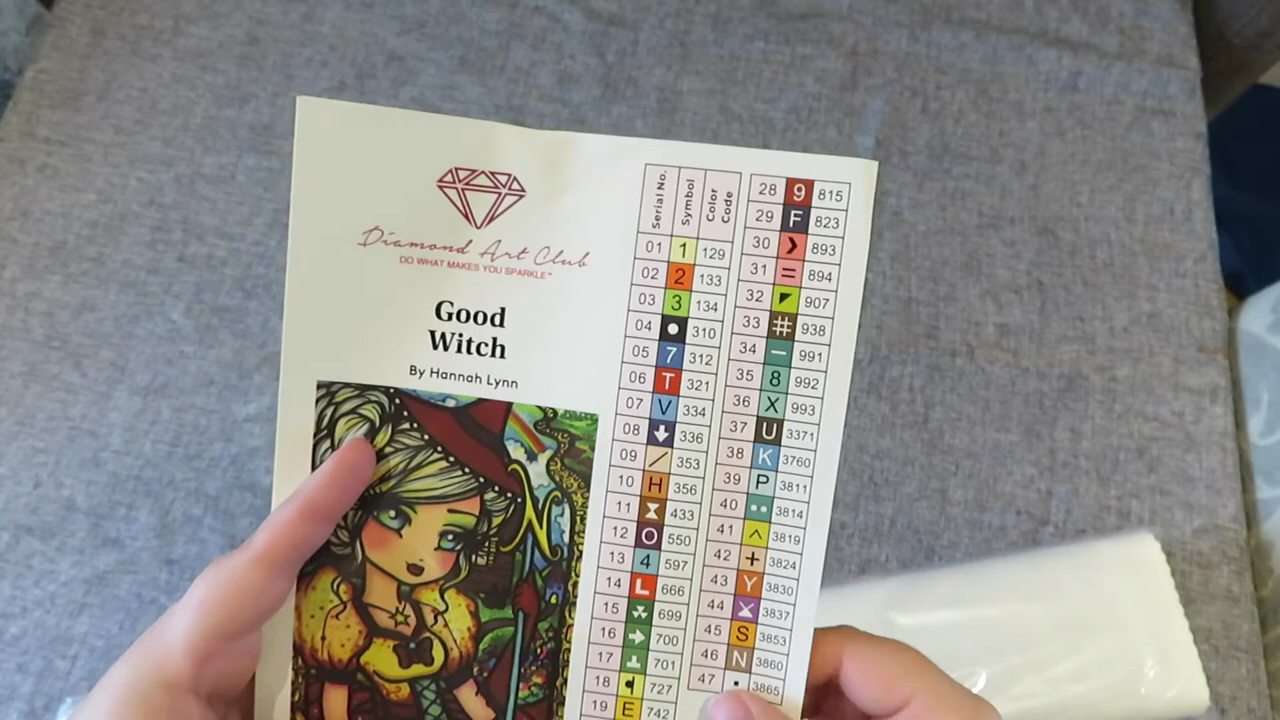 Diamond Art Club
DO WHAT MAKES YOU SPARKLE™
Good
Witch
By Hannah Lynn
Serial No. Symbol Color Code
01 1 129
02 2 133
03 3 134
04 ● 310
05 7 312
06 T 321
07 V 334
08 ⬇ 336
09 / 353
10 H 356
11 ⧗ 433
12 O 550
13 4 597
14 L 666
15 ☘ 699
16 ➡ 700
17 ┻ 701
18 ¶ 727
19 E 742
28 9 815
29 F 823
30 ❯ 893
31 = 894
32 ◤ 907
33 # 938
34 — 991
35 8 992
36 X 993
37 U 3371
38 K 3760
39 P 3811
40 •• 3814
41 ^ 3819
42 + 3824
43 Y 3830
44 3837
45 S 3853
46 N 3860
47 ▪ 3865